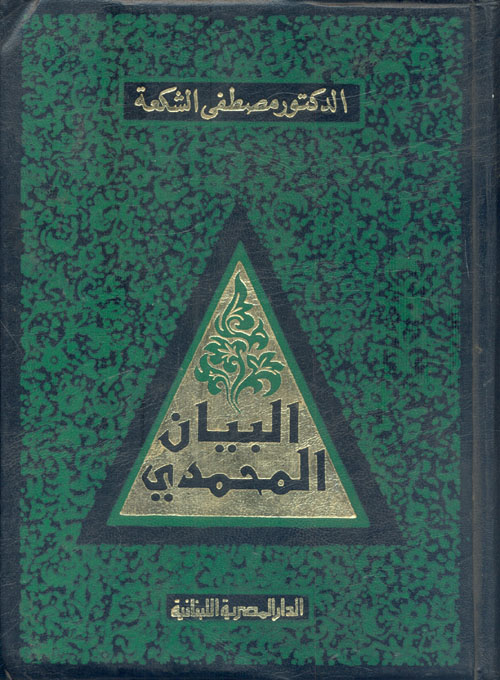 الدكتور مصطفى الشكعة
البيان
المحمدي
الدار المصرية اللبنانية